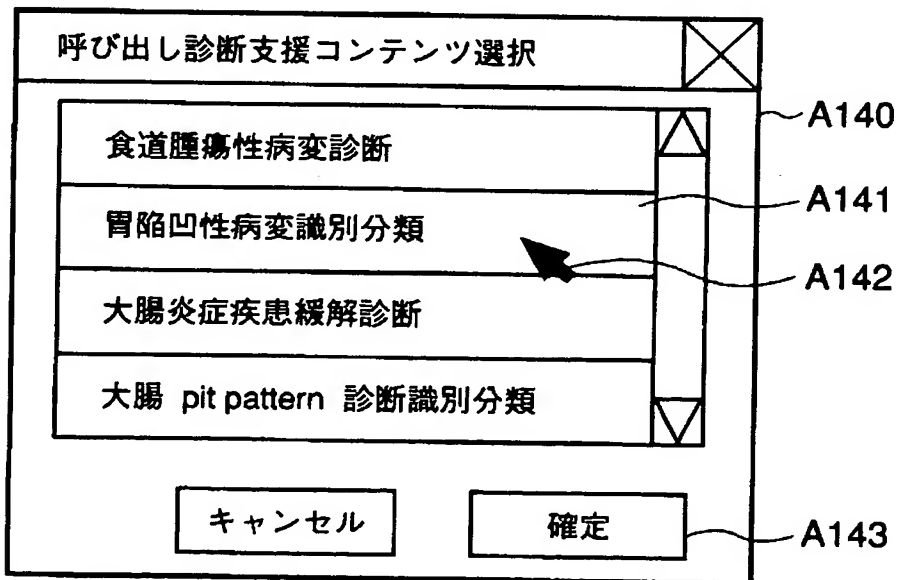 呼び出し診断支援コンテンツ選択
A140
食道腫瘍性病変診断
A141
胃陥凹性病変識別分類
A142
大腸炎症疾患緩解診断
大腸 pit pattern 診断識別分類
キャンセル
確定
A143